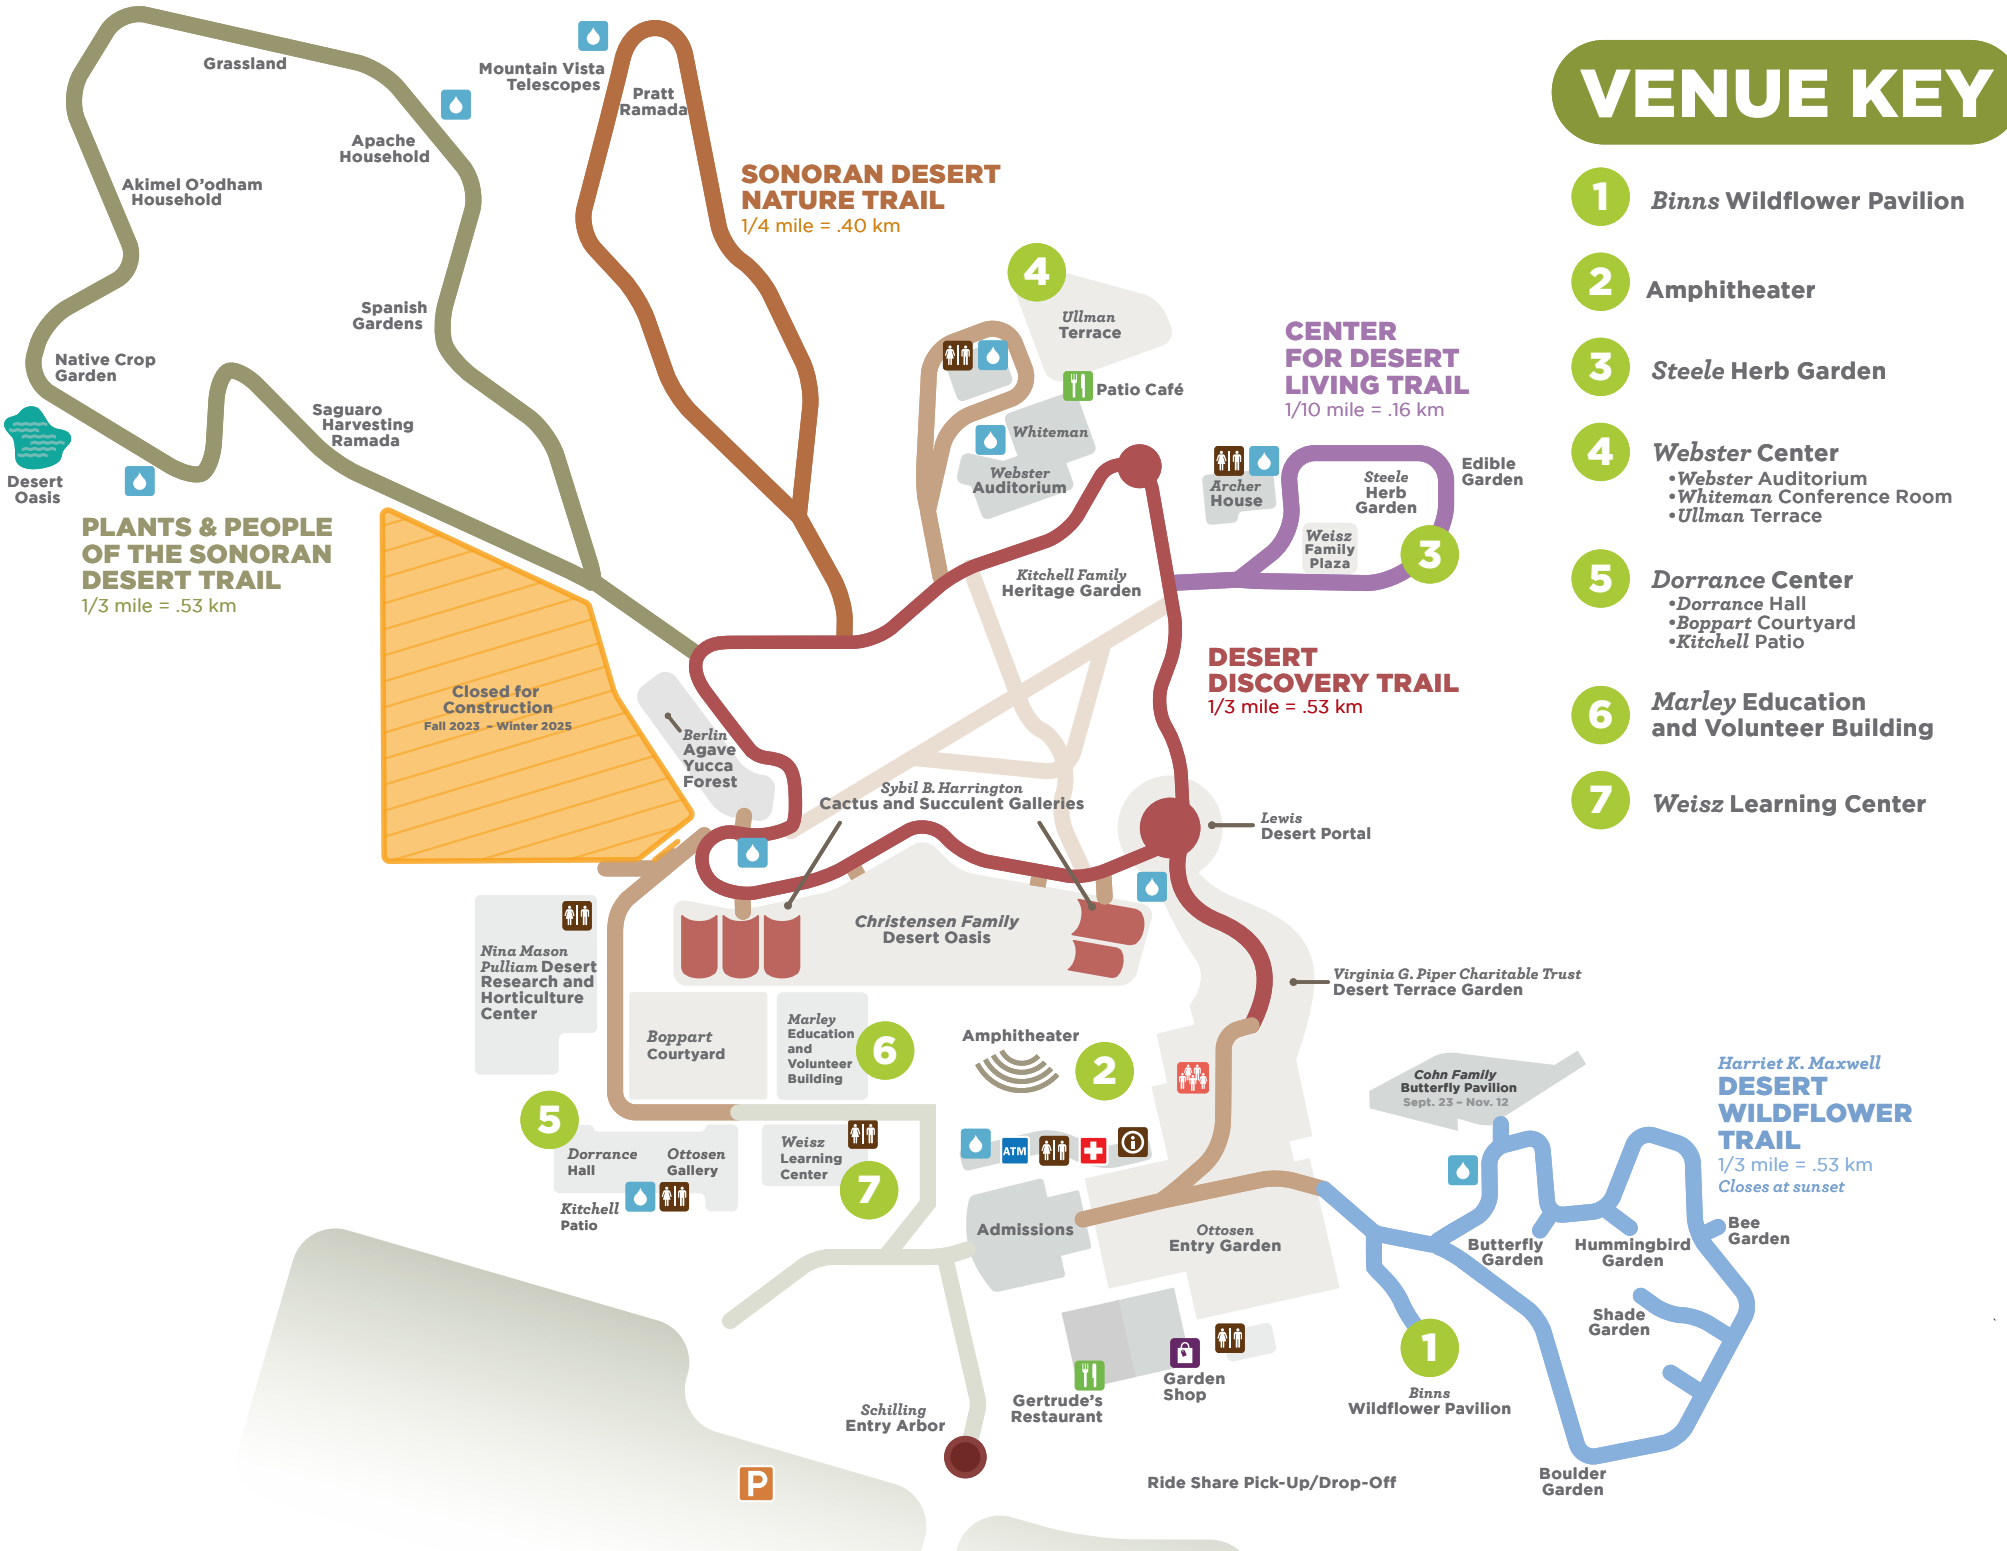 Grassland
Apache
Household
Akimel O'odham
Household
Spanish
Gardens
Native Crop
Garden
Saguaro
Harvesting
Ramada
Desert
Oasis
PLANTS & PEOPLE
OF THE SONORAN
DESERT TRAIL
1/3 mile = .53 km
Mountain Vista
Telescopes
Pratt
Ramada
SONORAN DESERT
NATURE TRAIL
1/4 mile = .40 km
4
Ullman
Terrace
Patio Café
Whiteman
Webster
Auditorium
CENTER
FOR DESERT
LIVING TRAIL
1/10 mile = .16 km
Archer
House
Steele
Herb
Garden
Edible
Garden
Weisz
Family
Plaza
3
Kitchell Family
Heritage Garden
DESERT
DISCOVERY TRAIL
1/3 mile = .53 km
Closed for
Construction
Fall 2023 – Winter 2025
Berlin
Agave
Yucca
Forest
Sybil B. Harrington
Cactus and Succulent Galleries
Lewis
Desert Portal
Christensen Family
Desert Oasis
Nina Mason
Pulliam Desert
Research and
Horticulture
Center
Virginia G. Piper Charitable Trust
Desert Terrace Garden
Boppart
Courtyard
Marley
Education
and
Volunteer
Building
6
Amphitheater
2
5
Dorrance
Hall
Ottosen
Gallery
Kitchell
Patio
Weisz
Learning
Center
7
ATM
i
Admissions
Ottosen
Entry Garden
Cohn Family
Butterfly Pavilion
Sept. 23 – Nov. 12
Harriet K. Maxwell
DESERT
WILDFLOWER
TRAIL
1/3 mile = .53 km
Closes at sunset
Butterfly
Garden
Hummingbird
Garden
Bee
Garden
Shade
Garden
1
Binns
Wildflower Pavilion
Boulder
Garden
Garden
Shop
Gertrude's
Restaurant
Schilling
Entry Arbor
P
Ride Share Pick-Up/Drop-Off
VENUE KEY
1 Binns Wildflower Pavilion
2 Amphitheater
3 Steele Herb Garden
4 Webster Center
•Webster Auditorium
•Whiteman Conference Room
•Ullman Terrace
5 Dorrance Center
•Dorrance Hall
•Boppart Courtyard
•Kitchell Patio
6 Marley Education
and Volunteer Building
7 Weisz Learning Center